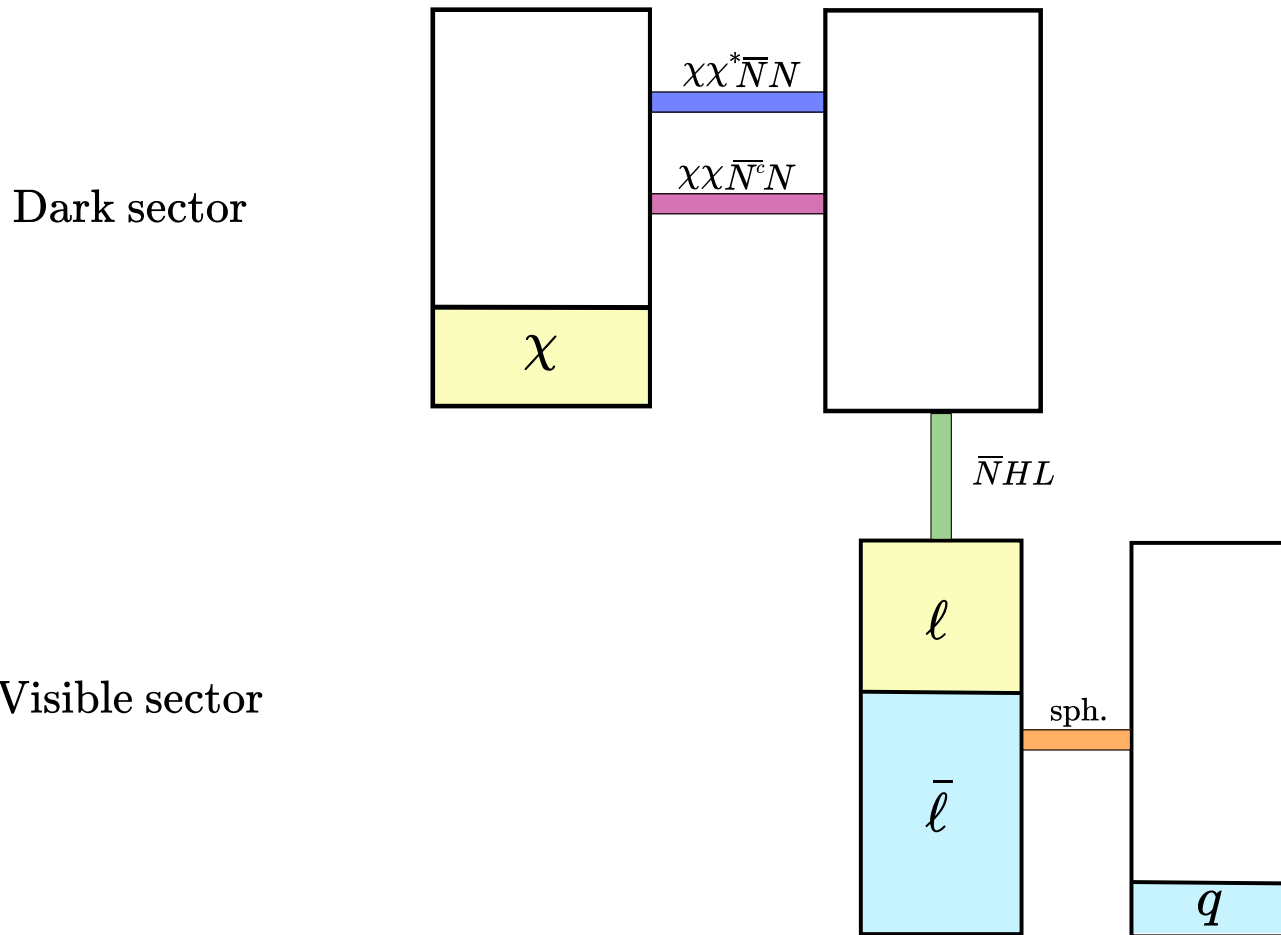 χχ*N̅N
χχN̅ᶜN
Dark sector
χ
N̅HL
ℓ
Visible sector
sph.
ℓ̅
q